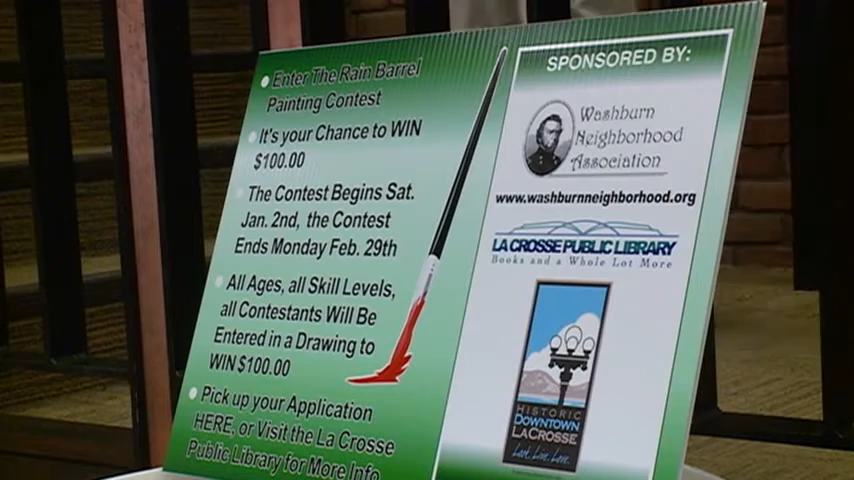 Enter The Rain Barrel
Painting Contest
It's your Chance to WIN
$100.00
The Contest Begins Sat.
Jan. 2nd, the Contest
Ends Monday Feb. 29th
All Ages, all Skill Levels,
all Contestants Will Be
Entered in a Drawing to
WIN $100.00
Pick up your Application
HERE, or Visit the La Crosse
Public Library for More Info
SPONSORED BY:
Washburn
Neighborhood
Association
www.washburnneighborhood.org
LA CROSSE PUBLIC LIBRARY
Books and a Whole Lot More
HISTORIC
DOWNTOWN
LACROSSE
Look. Live. Love.